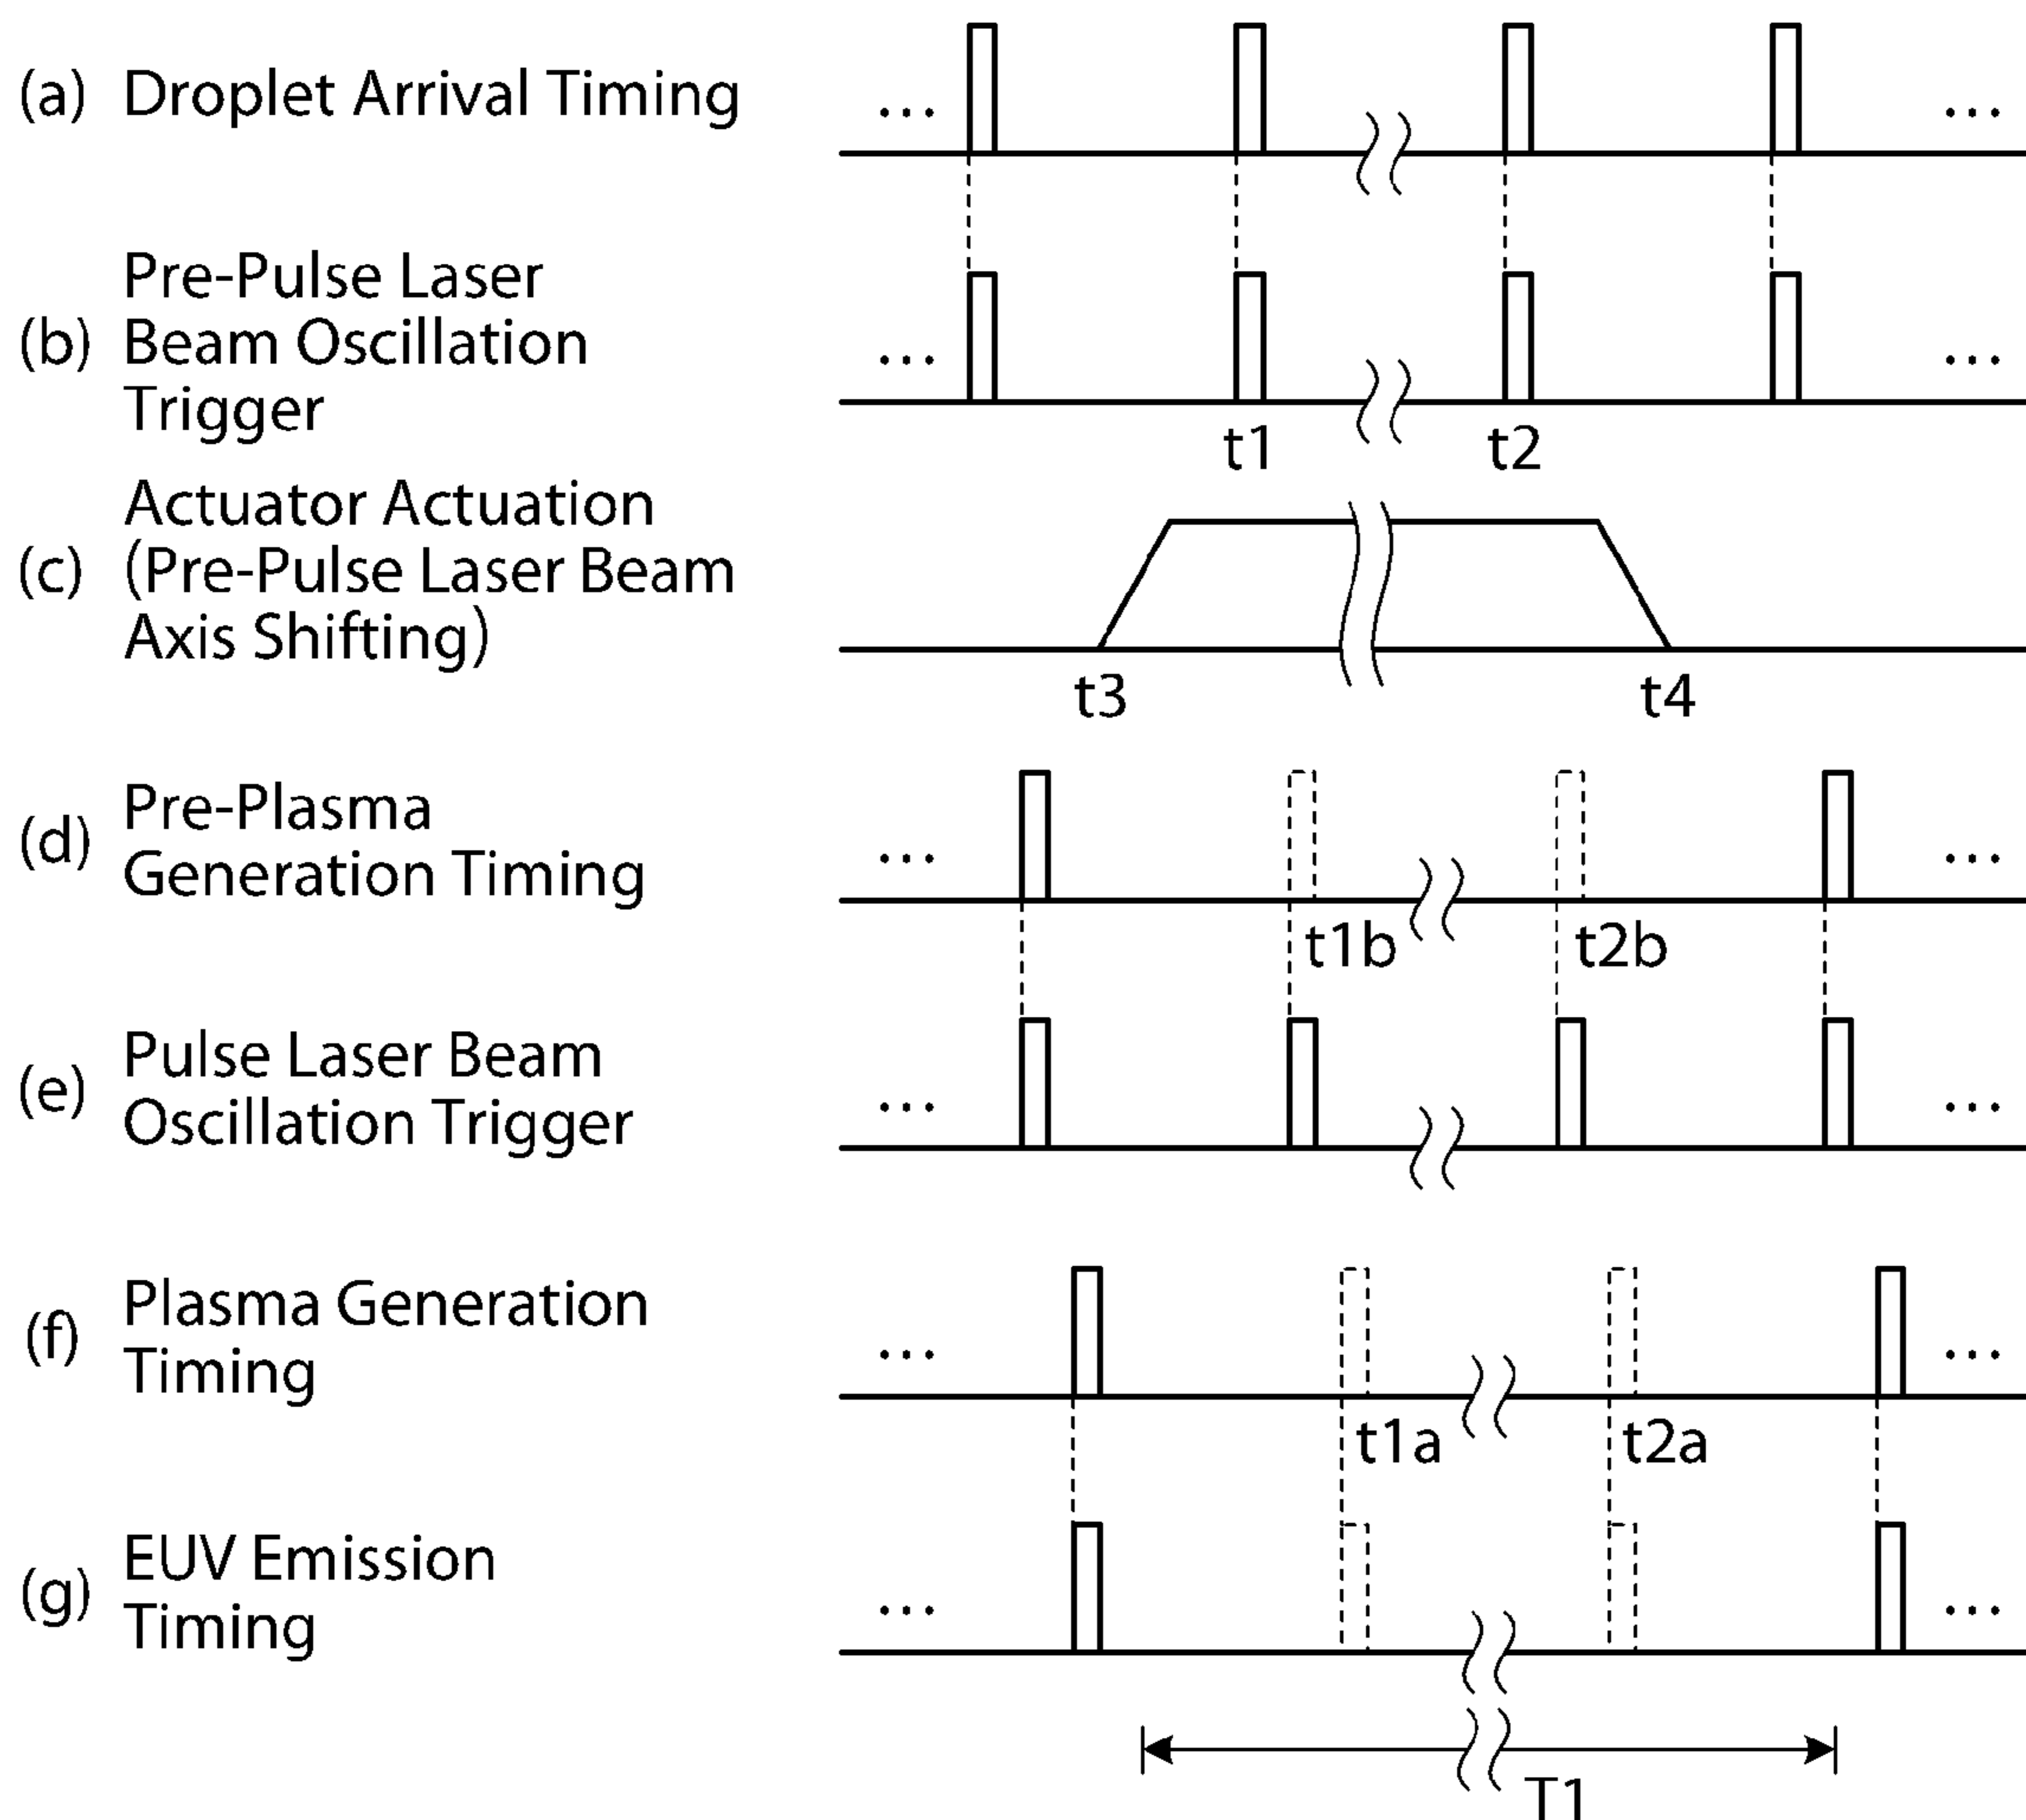 (a) Droplet Arrival Timing
... ...
Pre-Pulse Laser
(b) Beam Oscillation
Trigger
... ...
t1 t2
Actuator Actuation
(c) (Pre-Pulse Laser Beam
Axis Shifting)
t3 t4
Pre-Plasma
(d)
Generation Timing
... ...
t1b t2b
Pulse Laser Beam
(e)
Oscillation Trigger
... ...
Plasma Generation
(f)
Timing
... ...
t1a t2a
EUV Emission
(g)
Timing
... ...
T1